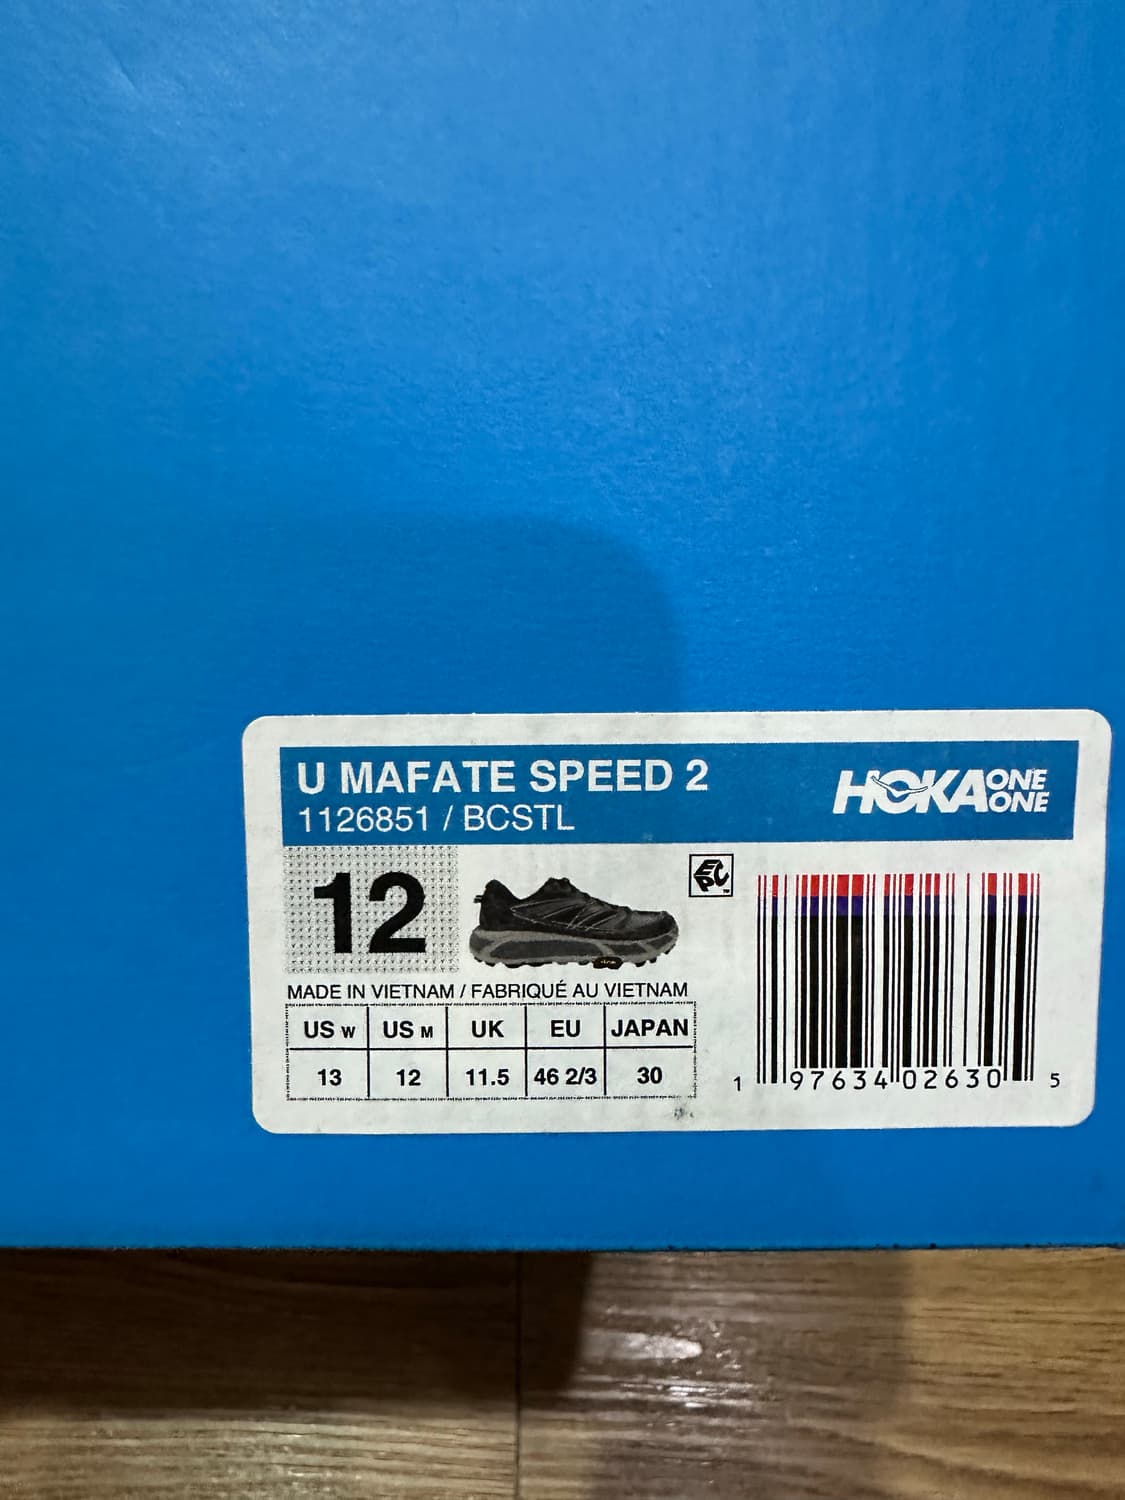 U MAFATE SPEED 2
1126851 / BCSTL
HOKA ONE ONE
12
EPC
MADE IN VIETNAM / FABRIQUÉ AU VIETNAM
US W US M UK EU JAPAN
13 12 11.5 46 2/3 30
1 97634 02630 5